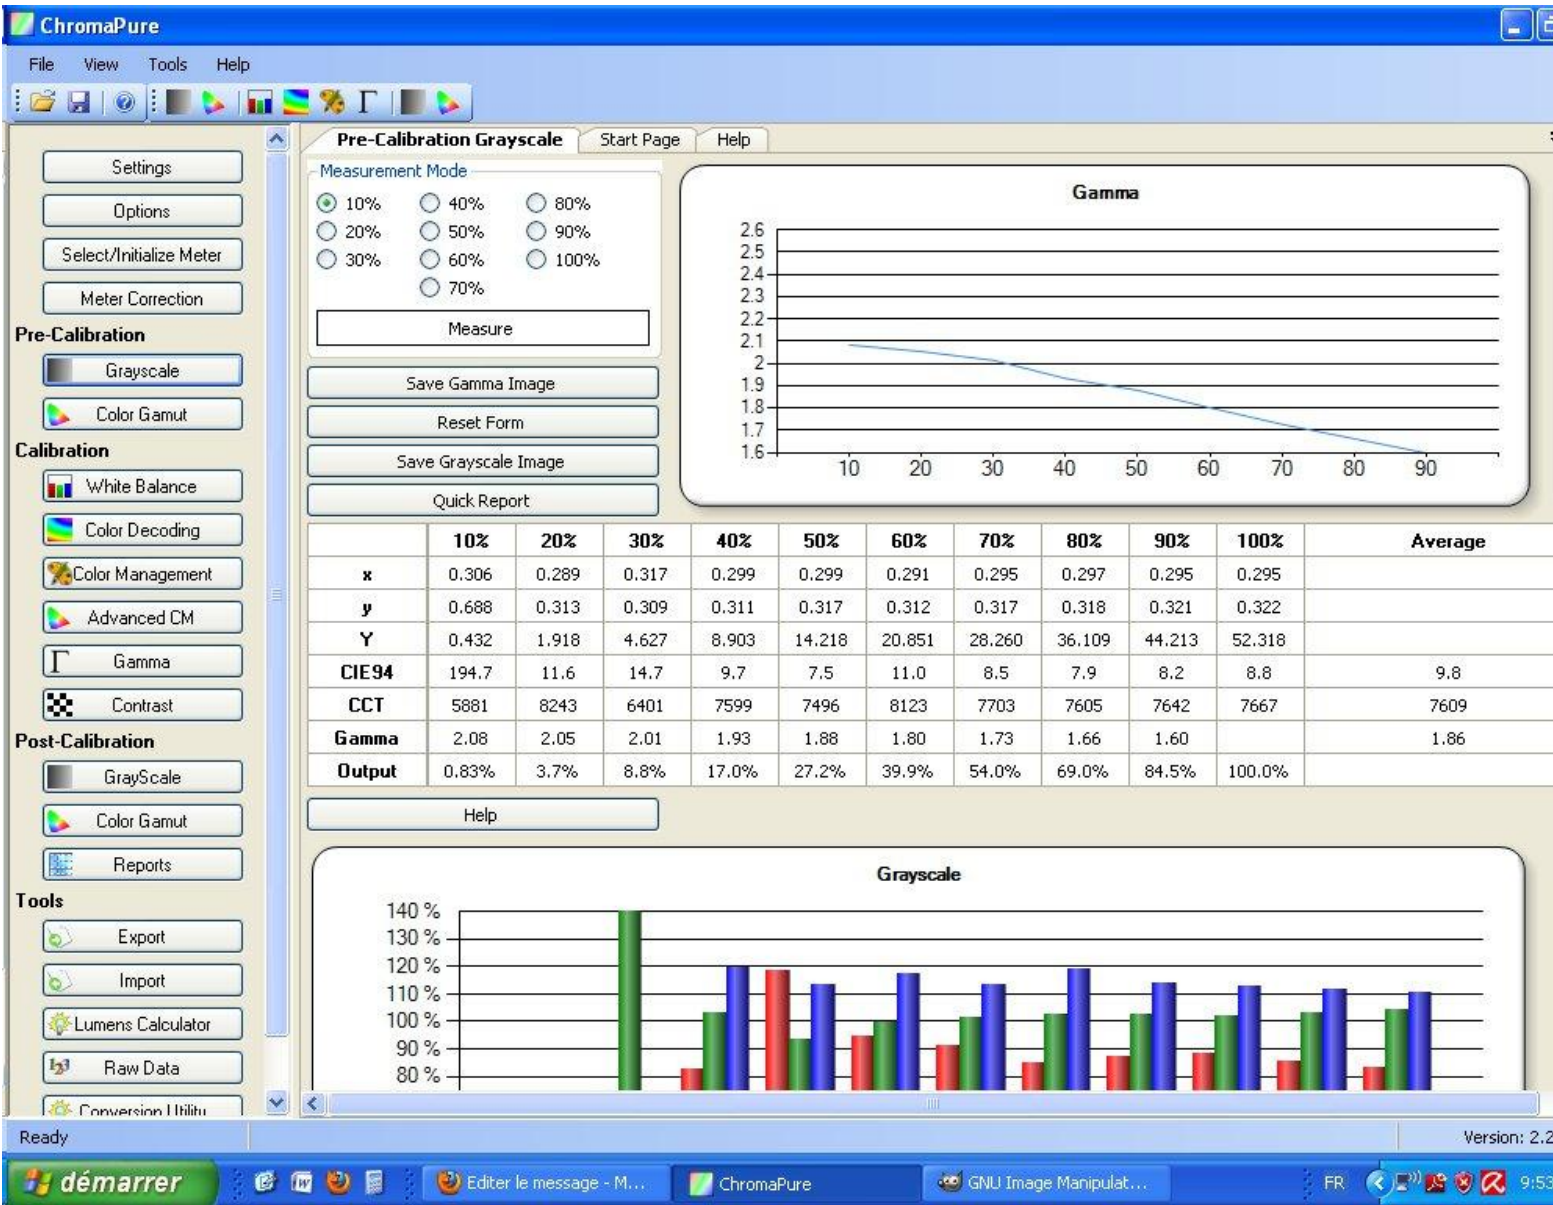 ChromaPure
File View Tools Help
Settings
Options
Select/Initialize Meter
Meter Correction
Pre-Calibration
Grayscale
Color Gamut
Calibration
White Balance
Color Decoding
Color Management
Advanced CM
Γ Gamma
Contrast
Post-Calibration
GrayScale
Color Gamut
Reports
Tools
Export
Import
Lumens Calculator
Raw Data
Conversion Utility
Pre-Calibration Grayscale Start Page Help
Measurement Mode
10% 40% 80%
20% 50% 90%
30% 60% 100%
70%
Measure
Save Gamma Image
Reset Form
Save Grayscale Image
Quick Report
Gamma
2.6
2.5
2.4
2.3
2.2
2.1
2
1.9
1.8
1.7
1.6
10 20 30 40 50 60 70 80 90
10% 20% 30% 40% 50% 60% 70% 80% 90% 100% Average
x 0.306 0.289 0.317 0.299 0.299 0.291 0.295 0.297 0.295 0.295
y 0.688 0.313 0.309 0.311 0.317 0.312 0.317 0.318 0.321 0.322
Y 0.432 1.918 4.627 8.903 14.218 20.851 28.260 36.109 44.213 52.318
CIE94 194.7 11.6 14.7 9.7 7.5 11.0 8.5 7.9 8.2 8.8 9.8
CCT 5881 8243 6401 7599 7496 8123 7703 7605 7642 7667 7609
Gamma 2.08 2.05 2.01 1.93 1.88 1.80 1.73 1.66 1.60 1.86
Output 0.83% 3.7% 8.8% 17.0% 27.2% 39.9% 54.0% 69.0% 84.5% 100.0%
Help
Grayscale
140 %
130 %
120 %
110 %
100 %
90 %
80 %
Ready Version: 2.2
démarrer Editer le message - M... ChromaPure GNU Image Manipulat... FR 9:53